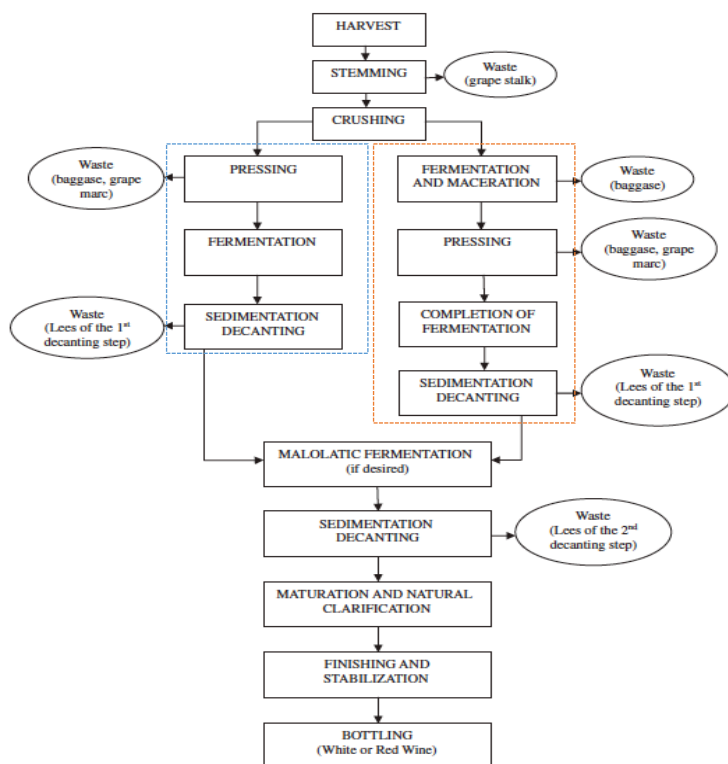 HARVEST
STEMMING
Waste
(grape stalk)
CRUSHING
Waste
(baggase, grape
marc)
PRESSING
FERMENTATION
SEDIMENTATION
DECANTING
Waste
(Lees of the 1st
decanting step)
FERMENTATION
AND MACERATION
Waste
(baggase)
PRESSING
Waste
(baggase, grape
marc)
COMPLETION OF
FERMENTATION
SEDIMENTATION
DECANTING
Waste
(Lees of the 1st
decanting step)
MALOLATIC FERMENTATION
(if desired)
SEDIMENTATION
DECANTING
Waste
(Lees of the 2nd
decanting step)
MATURATION AND NATURAL
CLARIFICATION
FINISHING AND
STABILIZATION
BOTTLING
(White or Red Wine)